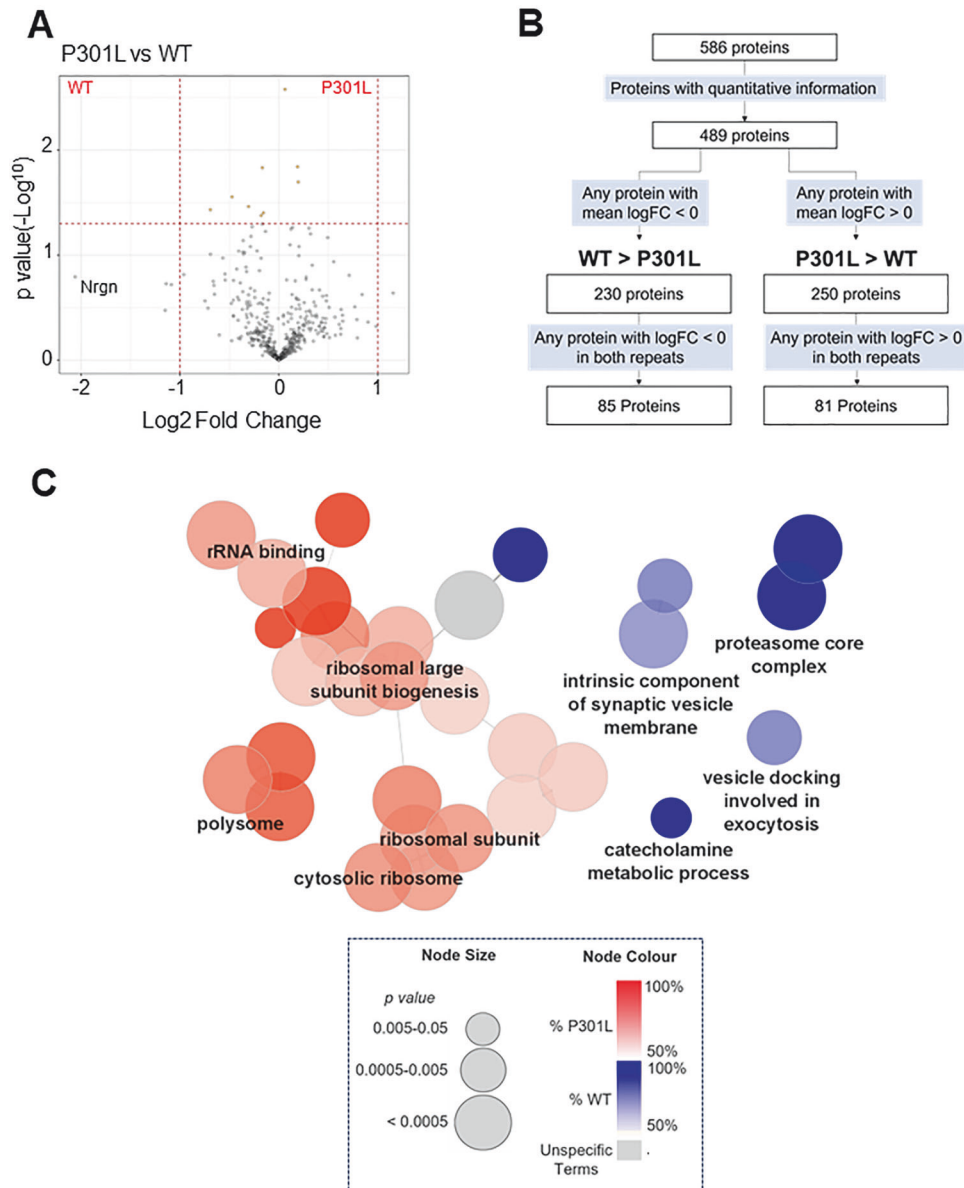 A
P301L vs WT
WT
P301L
2
1
0
p value(-Log¹⁰)
Nrgn
-2
-1
0
1
Log2 Fold Change
B
586 proteins
Proteins with quantitative information
489 proteins
Any protein with
mean logFC < 0
Any protein with
mean logFC > 0
WT > P301L
P301L > WT
230 proteins
250 proteins
Any protein with logFC < 0
in both repeats
Any protein with logFC > 0
in both repeats
85 Proteins
81 Proteins
C
rRNA binding
ribosomal large
subunit biogenesis
polysome
ribosomal subunit
cytosolic ribosome
intrinsic component
of synaptic vesicle
membrane
proteasome core
complex
vesicle docking
involved in
exocytosis
catecholamine
metabolic process
Node Size
p value
0.005-0.05
0.0005-0.005
< 0.0005
Node Colour
% P301L
100%
50%
% WT
100%
50%
Unspecific
Terms
.